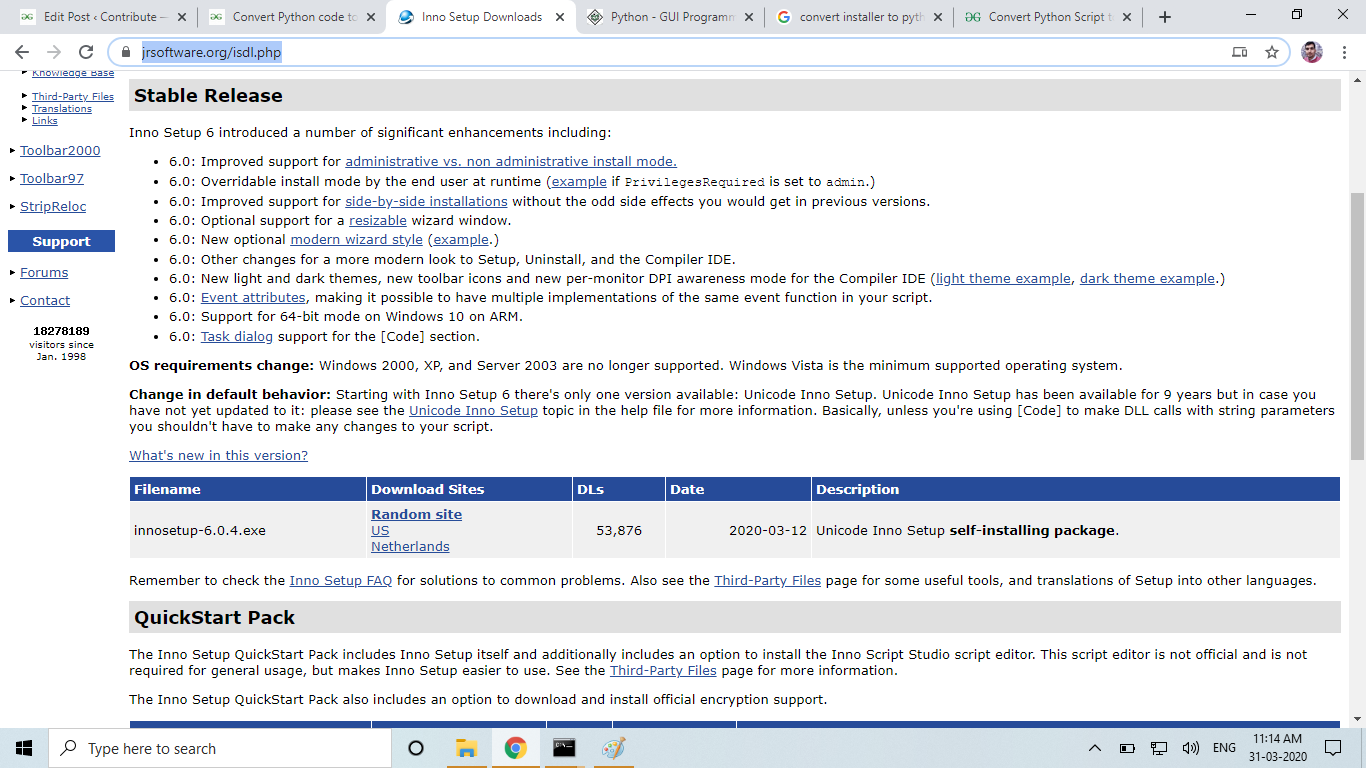 Edit Post ‹ Contribute —
Convert Python code to
Inno Setup Downloads
Python - GUI Programm
convert installer to pyth
Convert Python Script t
jrsoftware.org/isdl.php
Knowledge Base
Third-Party Files
Translations
Links
Toolbar2000
Toolbar97
StripReloc
Support
Forums
Contact
18278189
visitors since
Jan. 1998
Stable Release
Inno Setup 6 introduced a number of significant enhancements including:
• 6.0: Improved support for administrative vs. non administrative install mode.
• 6.0: Overridable install mode by the end user at runtime (example if PrivilegesRequired is set to admin.)
• 6.0: Improved support for side-by-side installations without the odd side effects you would get in previous versions.
• 6.0: Optional support for a resizable wizard window.
• 6.0: New optional modern wizard style (example.)
• 6.0: Other changes for a more modern look to Setup, Uninstall, and the Compiler IDE.
• 6.0: New light and dark themes, new toolbar icons and new per-monitor DPI awareness mode for the Compiler IDE (light theme example, dark theme example.)
• 6.0: Event attributes, making it possible to have multiple implementations of the same event function in your script.
• 6.0: Support for 64-bit mode on Windows 10 on ARM.
• 6.0: Task dialog support for the [Code] section.
OS requirements change: Windows 2000, XP, and Server 2003 are no longer supported. Windows Vista is the minimum supported operating system.
Change in default behavior: Starting with Inno Setup 6 there's only one version available: Unicode Inno Setup. Unicode Inno Setup has been available for 9 years but in case you
have not yet updated to it: please see the Unicode Inno Setup topic in the help file for more information. Basically, unless you're using [Code] to make DLL calls with string parameters
you shouldn't have to make any changes to your script.
What's new in this version?
Filename Download Sites DLs Date Description
innosetup-6.0.4.exe
Random site
US
Netherlands
53,876
2020-03-12
Unicode Inno Setup self-installing package.
Remember to check the Inno Setup FAQ for solutions to common problems. Also see the Third-Party Files page for some useful tools, and translations of Setup into other languages.
QuickStart Pack
The Inno Setup QuickStart Pack includes Inno Setup itself and additionally includes an option to install the Inno Script Studio script editor. This script editor is not official and is not
required for general usage, but makes Inno Setup easier to use. See the Third-Party Files page for more information.
The Inno Setup QuickStart Pack also includes an option to download and install official encryption support.
Type here to search
ENG
11:14 AM
31-03-2020